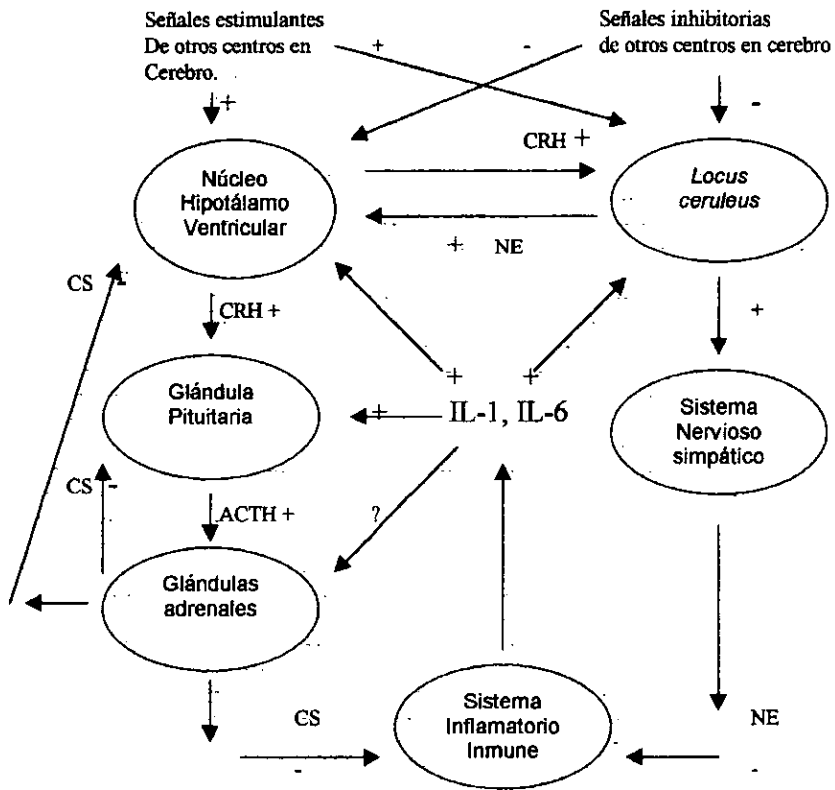 Señales estimulantes
De otros centros en
Cerebro.
Señales inhibitorias
de otros centros en cerebro
+
-
+
-
Núcleo
Hipotálamo
Ventricular
CRH +
Locus
ceruleus
+ NE
CS -
CRH +
+
+
+
Glándula
Pituitaria
+
IL-1, IL-6
Sistema
Nervioso
simpático
CS -
ACTH +
?
Glándulas
adrenales
CS
-
Sistema
Inflamatorio
Inmune
NE
-